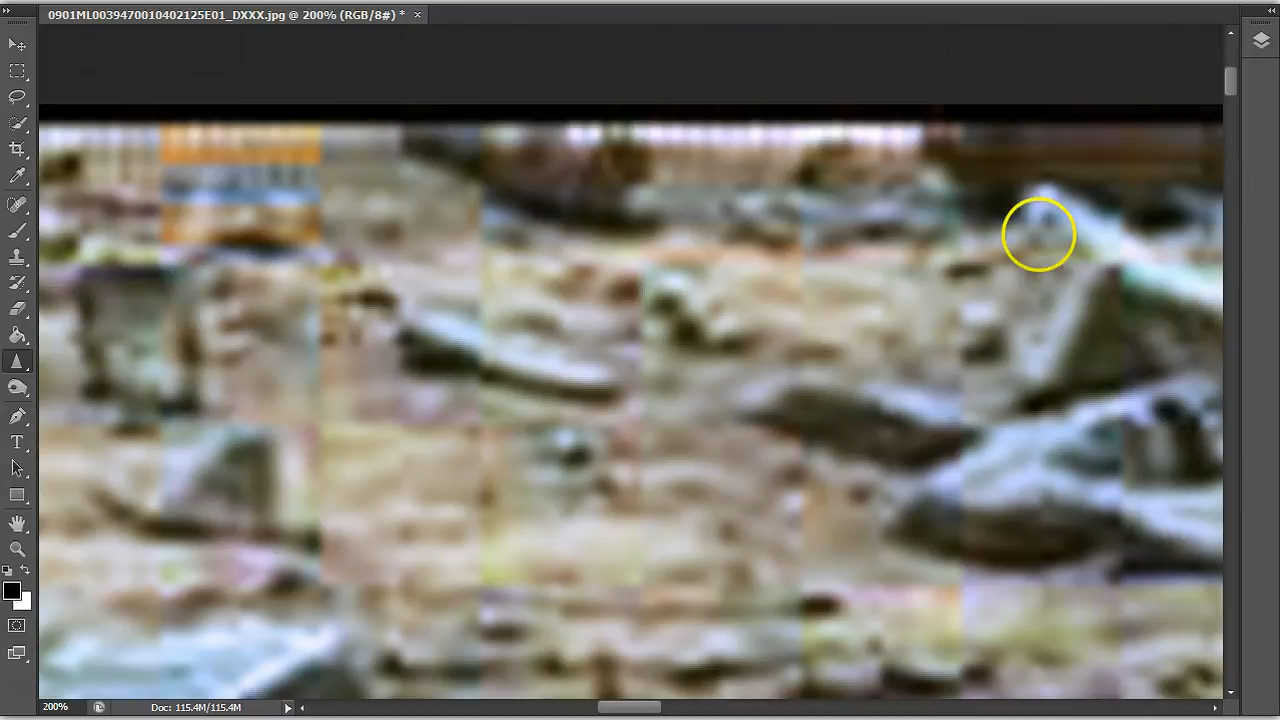 0901ML0039470010402125E01_DXXX.jpg @ 200% (RGB/8#) * ×
T
200% Doc: 115.4M/115.4M